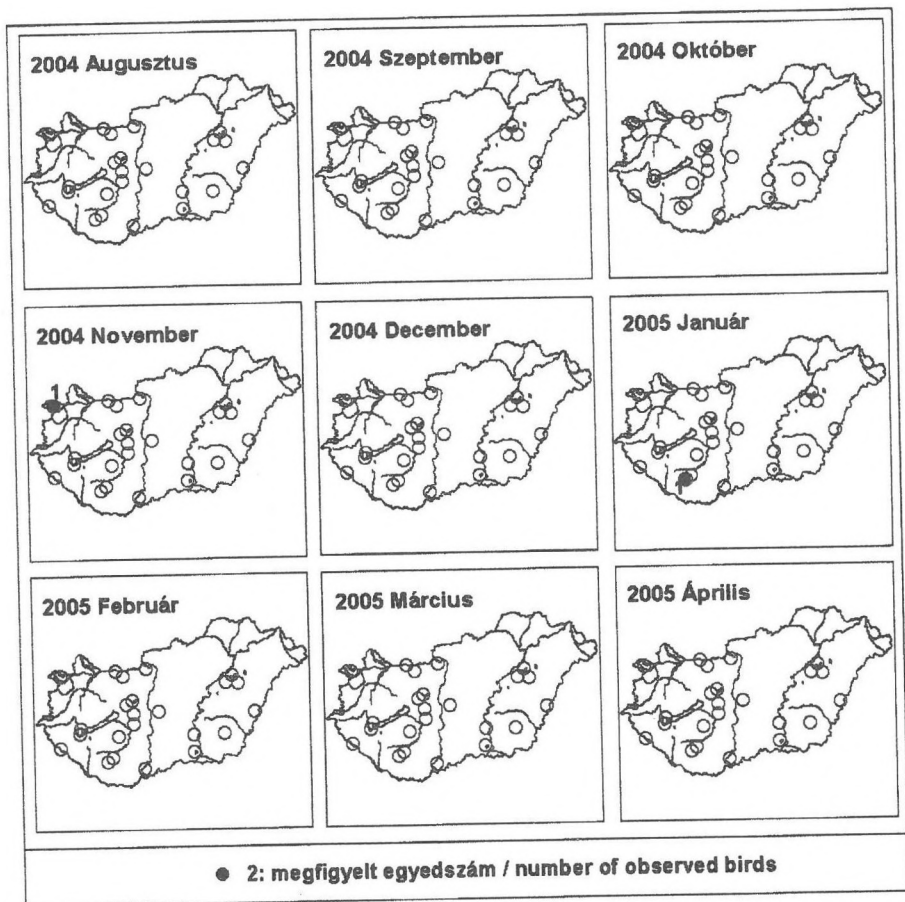 2004 Augusztus
2004 Szeptember
2004 Október
2004 November
1
2004 December
2005 Január
1
2005 Február
2005 Március
2005 Április
2: megfigyelt egyedszám / number of observed birds